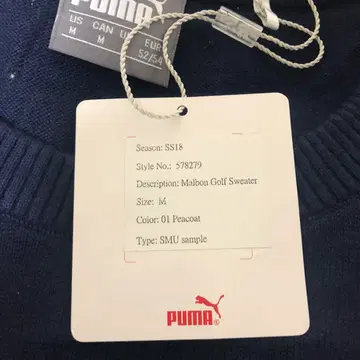 PUMA
US CAN UK EUR
M M 52/54
Season: SS18
Style No.: 578279
Description: Malbon Golf Sweater
Size: M
Color: 01 Peacoat
Type: SMU sample
PUMA®